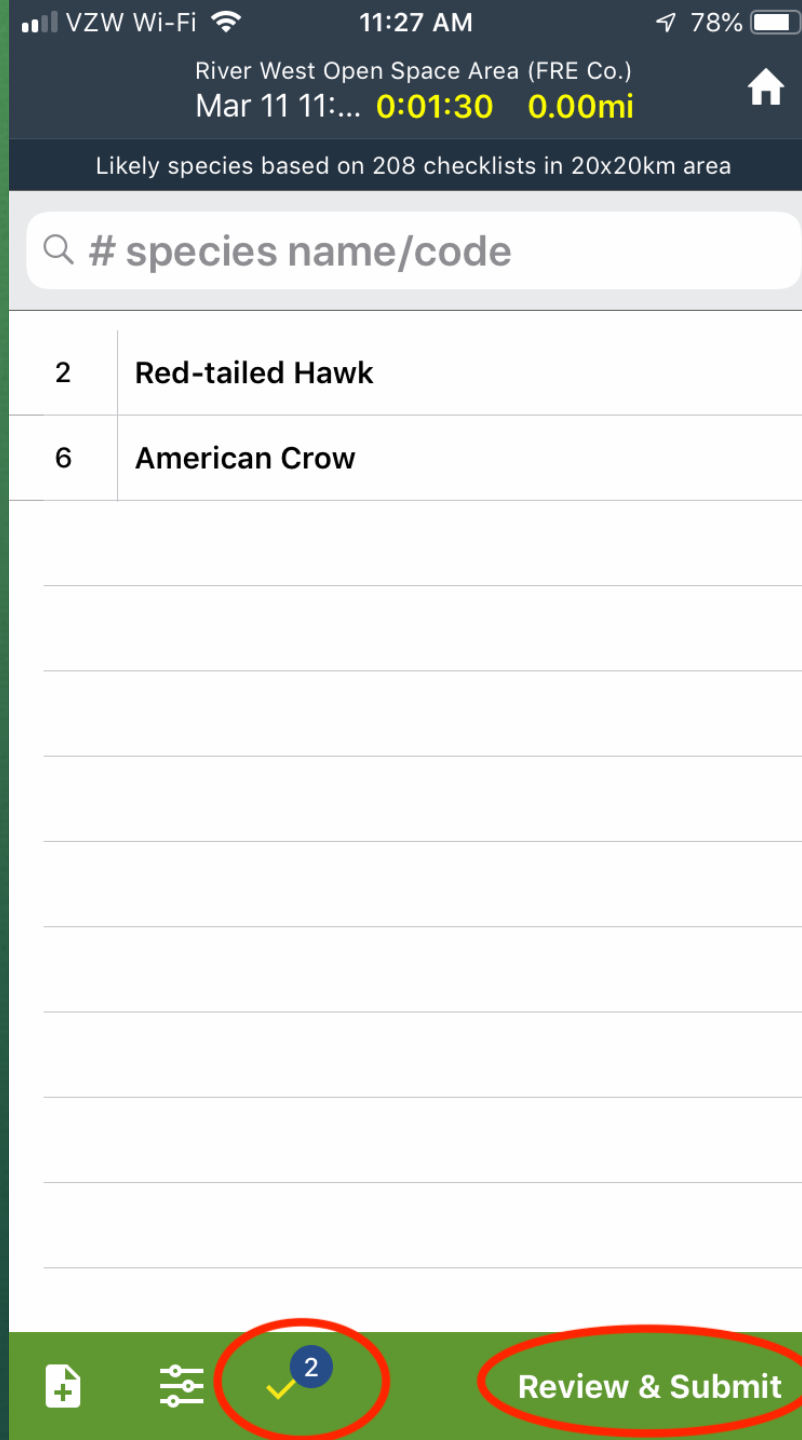 VZW Wi-Fi 11:27 AM 78%
River West Open Space Area (FRE Co.)
Mar 11 11:... 0:01:30 0.00mi
Likely species based on 208 checklists in 20x20km area
# species name/code
2 Red-tailed Hawk
6 American Crow
2 Review & Submit